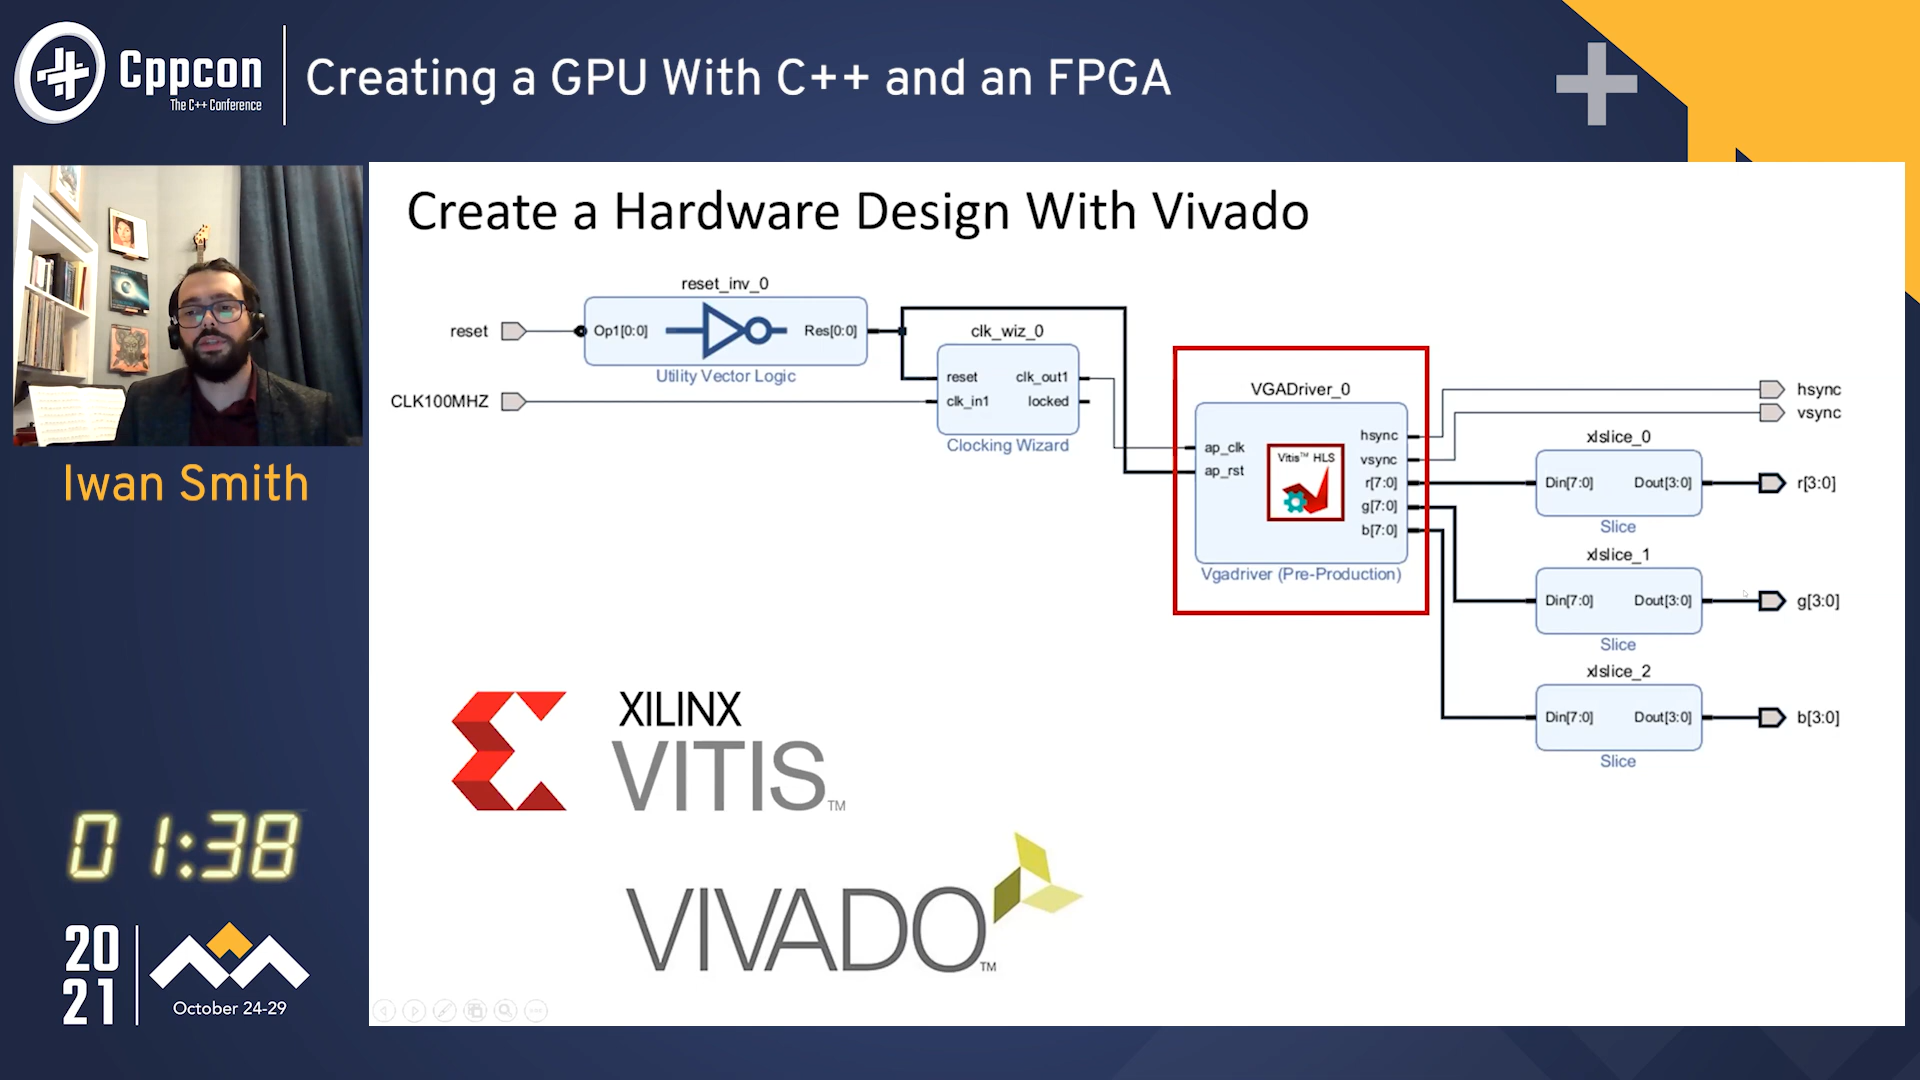 Cppcon
The C++ Conference
Creating a GPU With C++ and an FPGA
Iwan Smith
01:38
20
21
October 24-29
Create a Hardware Design With Vivado
reset_inv_0
reset
Op1[0:0]
Res[0:0]
Utility Vector Logic
CLK100MHZ
clk_wiz_0
reset
clk_out1
clk_in1
locked
Clocking Wizard
VGADriver_0
ap_clk
ap_rst
Vitis™ HLS
hsync
vsync
r[7:0]
g[7:0]
b[7:0]
Vgadriver (Pre-Production)
hsync
vsync
xlslice_0
Din[7:0]
Dout[3:0]
Slice
r[3:0]
xlslice_1
Din[7:0]
Dout[3:0]
Slice
g[3:0]
xlslice_2
Din[7:0]
Dout[3:0]
Slice
b[3:0]
XILINX
VITIS™
VIVADO™